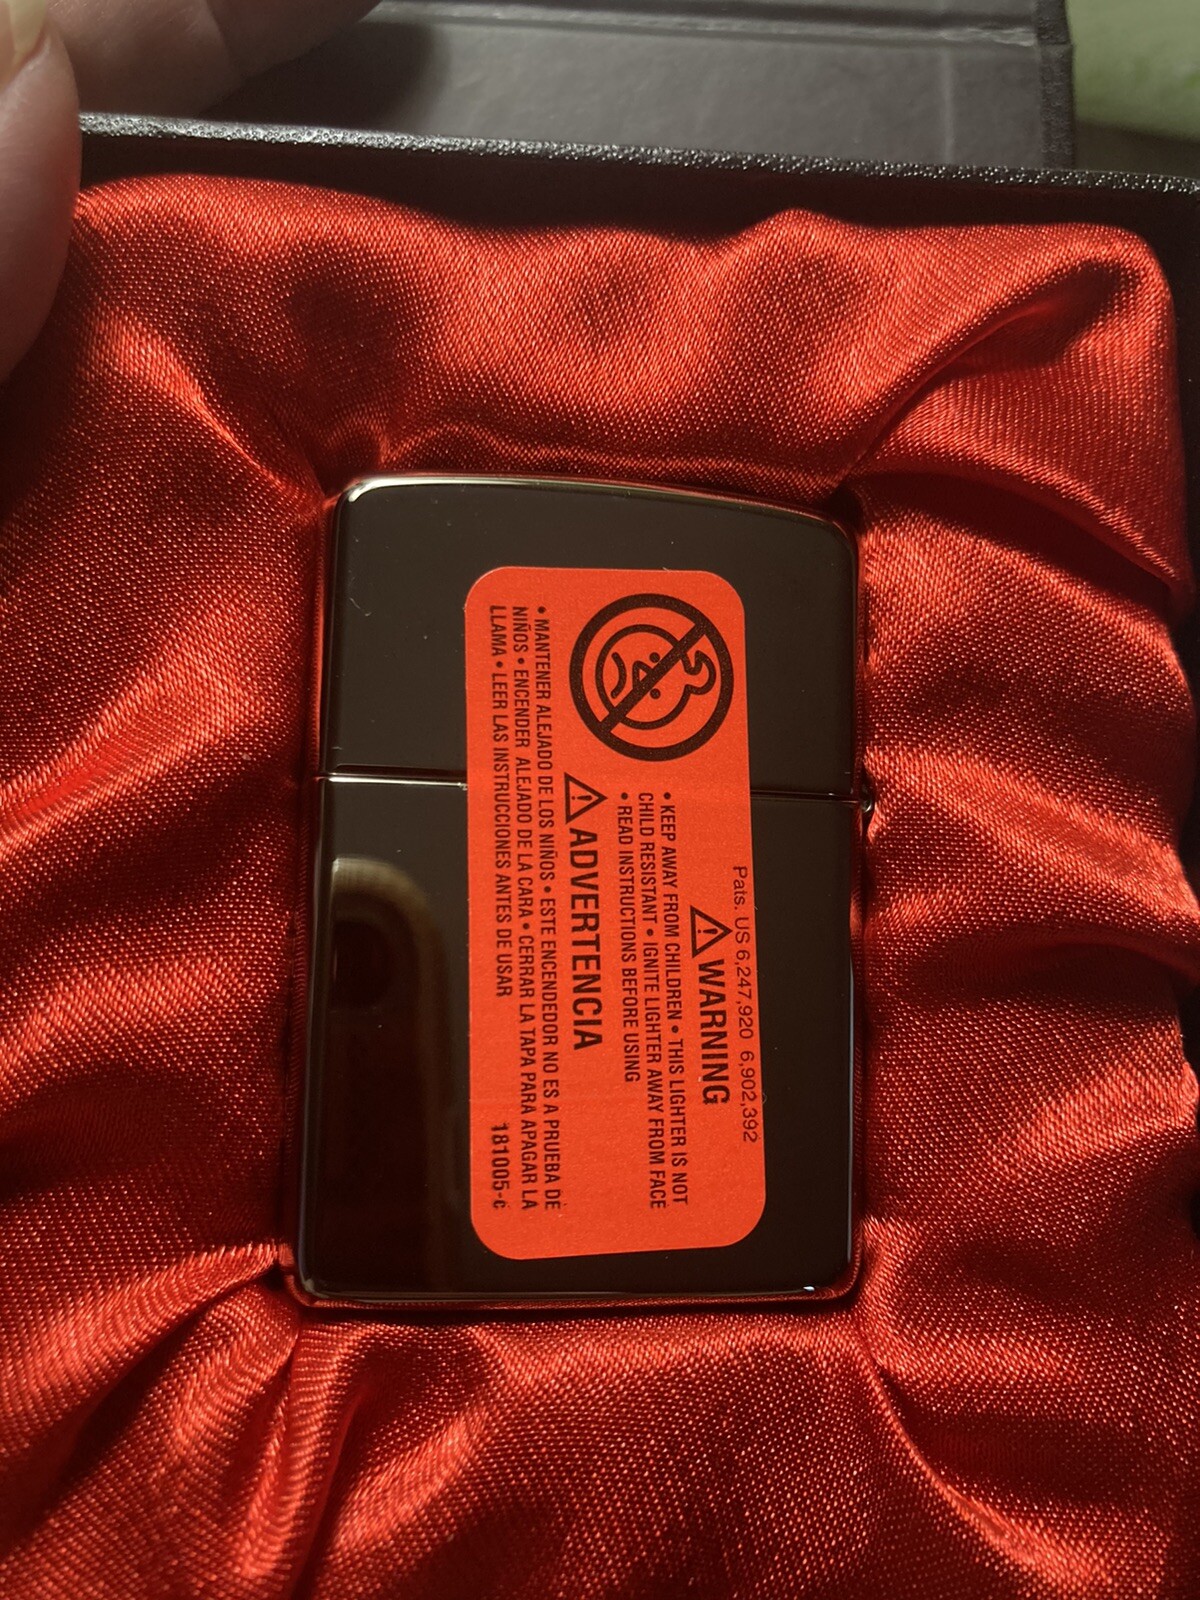 Pats. US 6,247,920 6,902,392
WARNING
• KEEP AWAY FROM CHILDREN • THIS LIGHTER IS NOT
CHILD RESISTANT • IGNITE LIGHTER AWAY FROM FACE
• READ INSTRUCTIONS BEFORE USING
ADVERTENCIA
• MANTENER ALEJADO DE LOS NIÑOS • ESTE ENCENDEDOR NO ES A PRUEBA DE
NIÑOS • ENCENDER ALEJADO DE LA CARA • CERRAR LA TAPA PARA APAGAR LA
LLAMA • LEER LAS INSTRUCCIONES ANTES DE USAR 181005-c